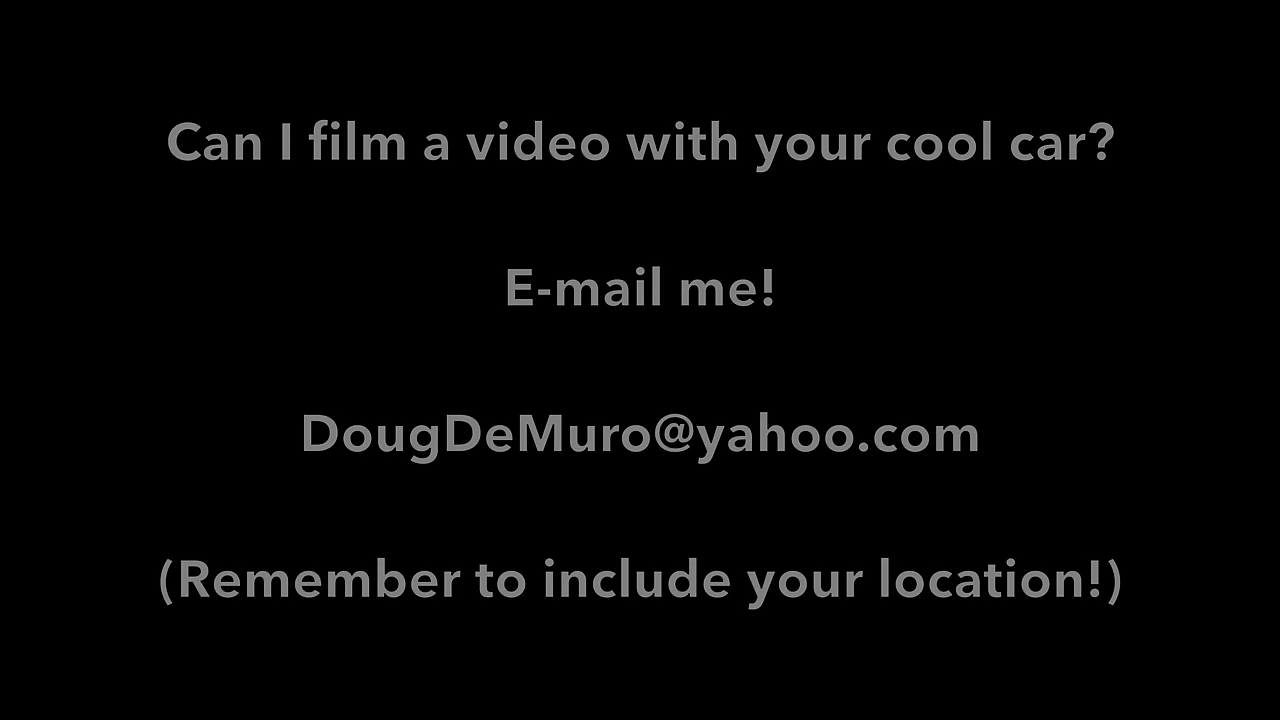 Can I film a video with your cool car?
E-mail me!
DougDeMuro@yahoo.com
(Remember to include your location!)